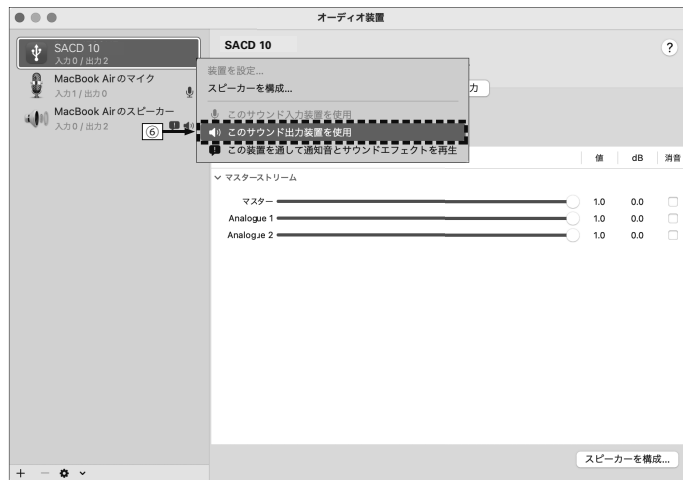 オーディオ装置
SACD 10
入力 0 / 出力 2
MacBook Air のマイク
入力 1 / 出力 0
MacBook Air のスピーカー
入力 0 / 出力 2
⑥
SACD 10
?
装置を設定...
スピーカーを構成...
このサウンド入力装置を使用
このサウンド出力装置を使用
この装置を通して通知音とサウンドエフェクトを再生
力
値 dB 消音
マスターストリーム
マスター 1.0 0.0
Analogue 1 1.0 0.0
Analogue 2 1.0 0.0
スピーカーを構成...